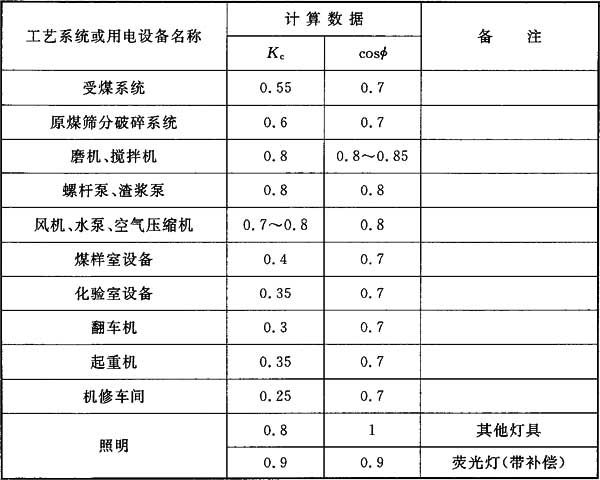 工艺系统或用电设备名称 计算数据 备注
Kc cosϕ
受煤系统 0.55 0.7
原煤筛分破碎系统 0.6 0.7
磨机、搅拌机 0.8 0.8～0.85
螺杆泵、渣浆泵 0.8 0.8
风机、水泵、空气压缩机 0.7～0.8 0.8
煤样室设备 0.4 0.7
化验室设备 0.35 0.7
翻车机 0.3 0.7
起重机 0.35 0.7
机修车间 0.25 0.7
照明 0.8 1 其他灯具
0.9 0.9 荧光灯(带补偿)